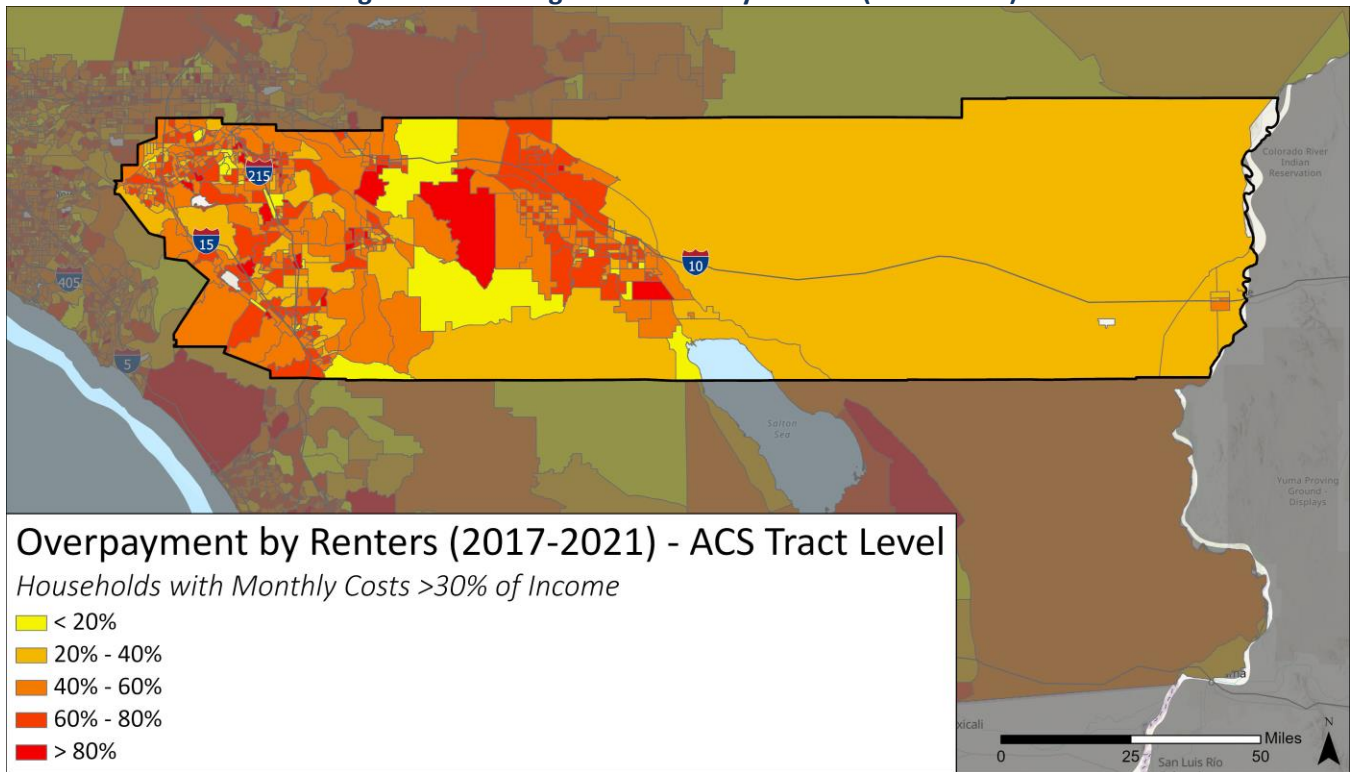 215
15
10
405
5
Colorado River
Indian
Reservation
Salton
Sea
Yuma Proving
Ground -
Displays
Overpayment by Renters (2017-2021) - ACS Tract Level
Households with Monthly Costs >30% of Income
< 20%
20% - 40%
40% - 60%
60% - 80%
> 80%
ma
xicali
San Luis Río
0 25 50 Miles
N